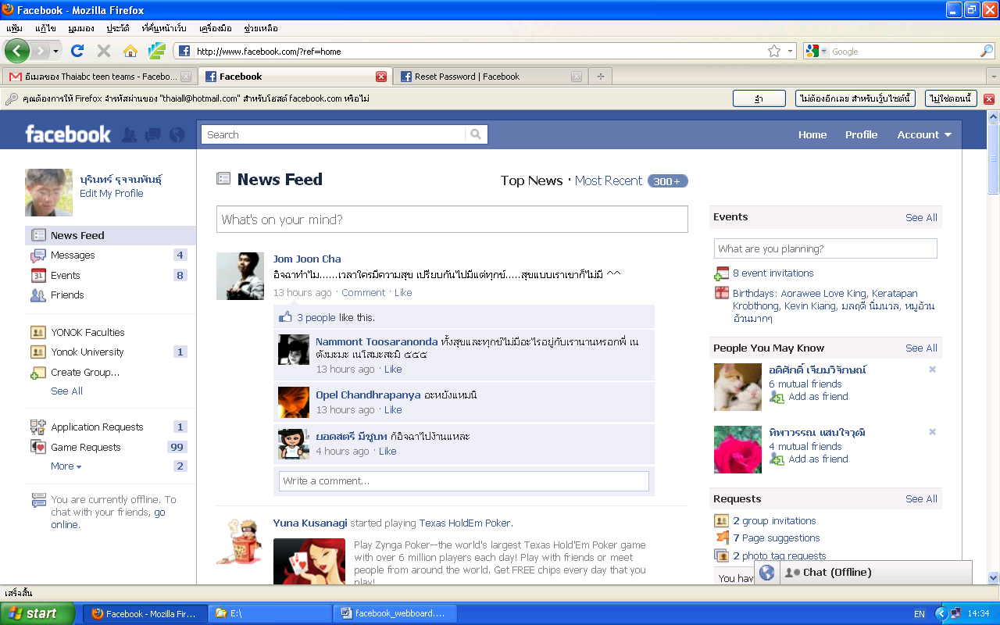 Facebook - Mozilla Firefox
แฟ้ม แก้ไข มุมมอง ประวัติ ที่คั่นหน้าเว็บ เครื่องมือ ช่วยเหลือ
http://www.facebook.com/?ref=home
Google
อีเมลของ Thaiabc teen teams - Facebo...
Facebook
Reset Password | Facebook
คุณต้องการให้ Firefox จำรหัสผ่านของ "thaiall@hotmail.com" สำหรับโฮสต์ facebook.com หรือไม่
จำ
ไม่ต้องอีกเลย สำหรับเว็บไซต์นี้
ไม่ใช่ตอนนี้
facebook
Search
Home Profile Account
บุรินทร์ รุจจนพันธุ์
Edit My Profile
News Feed
Messages 4
Events 8
Friends
YONOK Faculties
Yonok University 1
Create Group...
See All
Application Requests 1
Game Requests 99
More 2
You are currently offline. To
chat with your friends, go
online.
News Feed
Top News · Most Recent 300+
What's on your mind?
Jom Joon Cha
อิจฉาทำไม......เวลาใครมีความสุข เปรียบกันไปมีแต่ทุกข์.....สุขแบบเราเขาก็ไม่มี ^^
13 hours ago · Comment · Like
3 people like this.
Nammont Toosaranonda ทั้งสุขและทุกข์ไม่มีอะไรอยู่กับเรานานหรอกพี่ เน
ตังมะมะ เนโสมะสะมิ ๕๕๕
13 hours ago · Like
Opel Chandhrapanya อะหยังแหมนิ
13 hours ago · Like
ยอดสตรี มีซูบท ก้อิจฉาไปง้านแหละ
4 hours ago · Like
Write a comment...
Yuna Kusanagi started playing Texas HoldEm Poker.
Play Zynga Poker--the world's largest Texas Hold'Em Poker game
with over 6 million players each day! Play with friends or meet
people from around the world. Get FREE chips every day that you
play!
Events See All
What are you planning?
8 event invitations
Birthdays: Aorawee Love King, Keratapan
Krobthong, Kevin Kiang, มลฤดี นิ่มนวล, หมูอ้วน
อ้วนมากๆ
People You May Know See All
อดิศักดิ์ เจียมวิจักษณ์
6 mutual friends
Add as friend
ทิพาวรรณ แสนใจวุฒิ
4 mutual friends
Add as friend
Requests See All
2 group invitations
7 Page suggestions
2 photo tag requests
You hav
Chat (Offline)
เสร็จสิ้น
start
Facebook - Mozilla Fir...
E:\
facebook_webboard....
EN
14:34